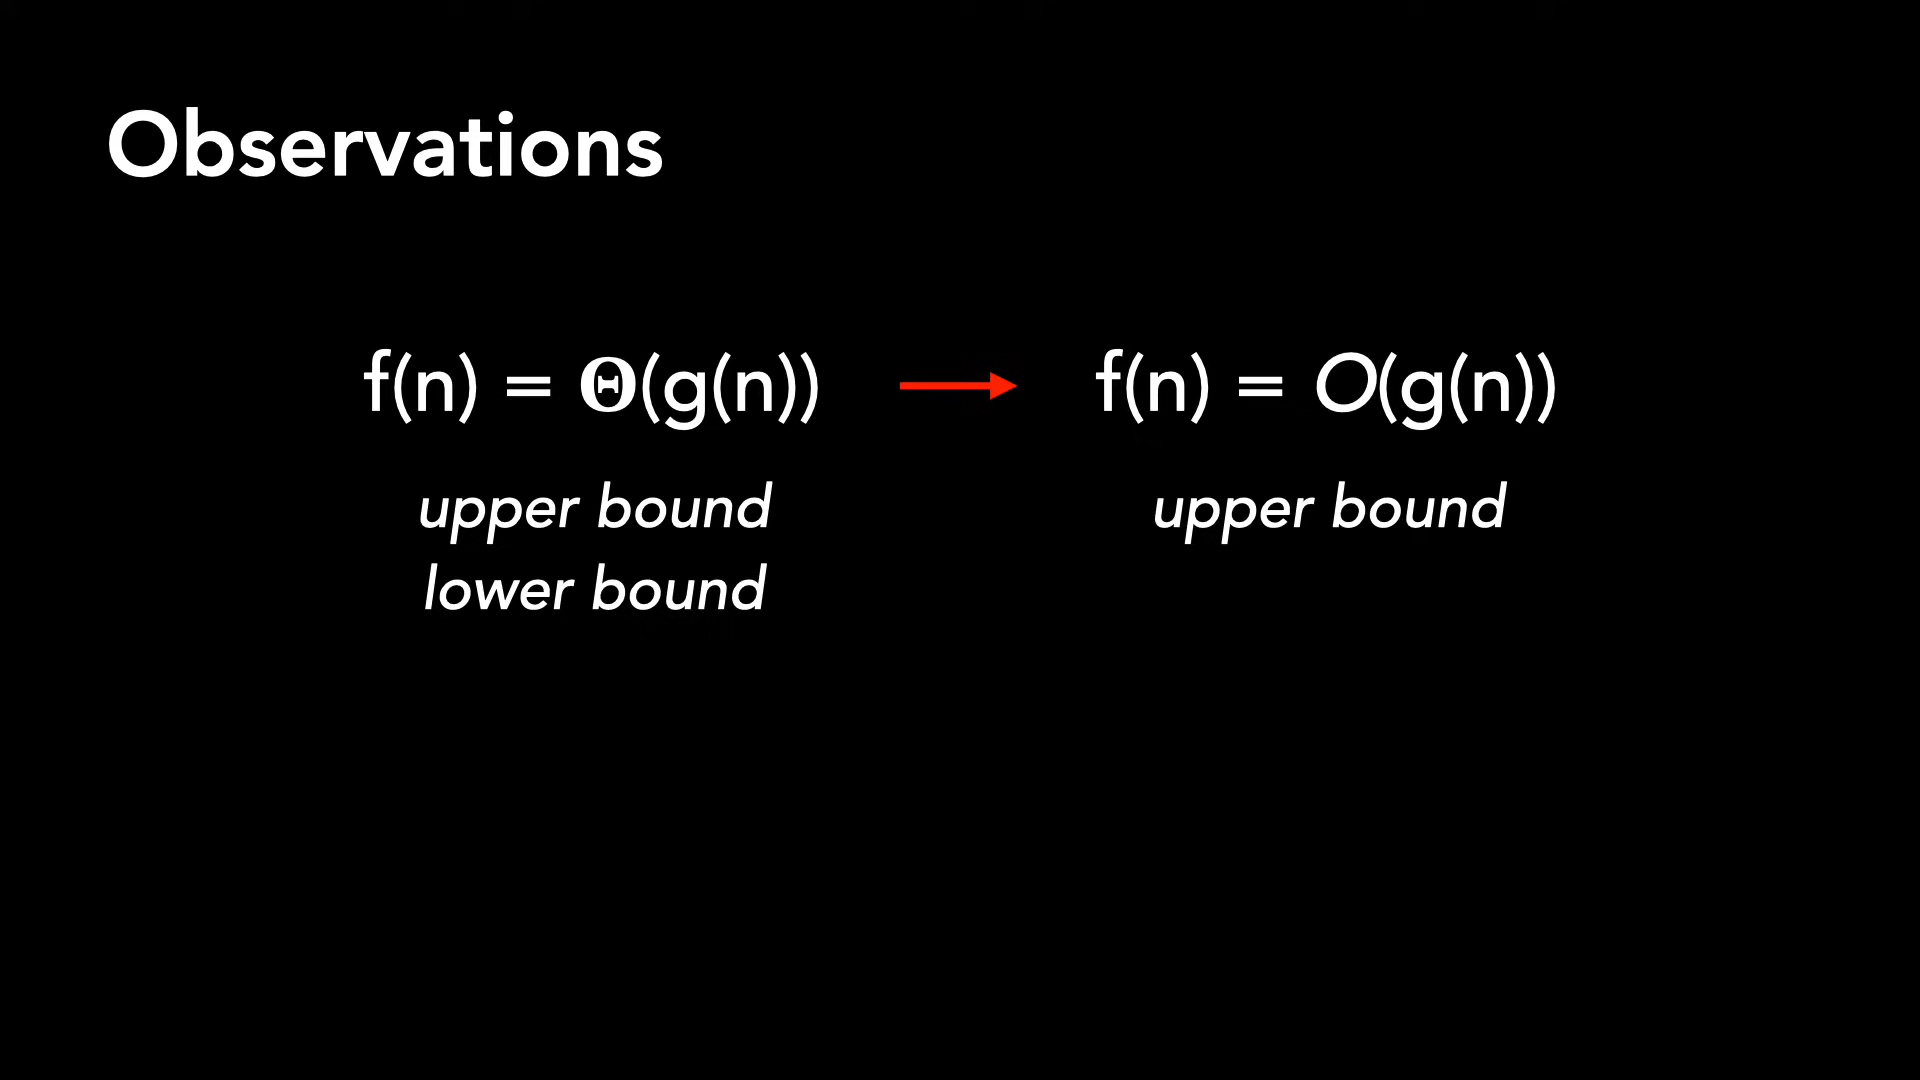 Observations
f(n) = Θ(g(n)) → f(n) = O(g(n))
upper bound upper bound
lower bound